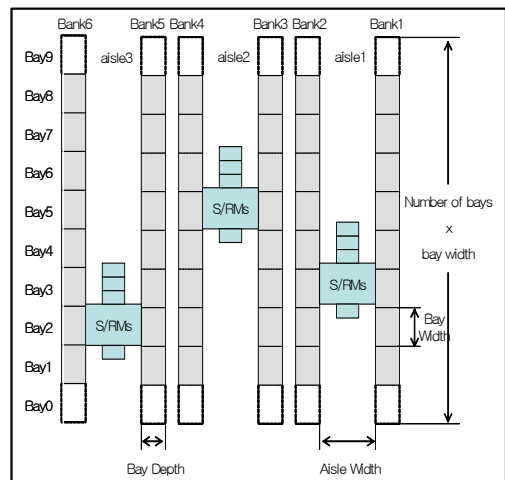 Bank6 Bank5 Bank4 Bank3 Bank2 Bank1
Bay9 aisle3 aisle2 aisle1
Bay8
Bay7
Bay6
Bay5 S/RMs Number of bays
x
Bay4 bay width
Bay3 S/RMs
Bay2 S/RMs Bay
Width
Bay1
Bay0
Bay Depth Aisle Width